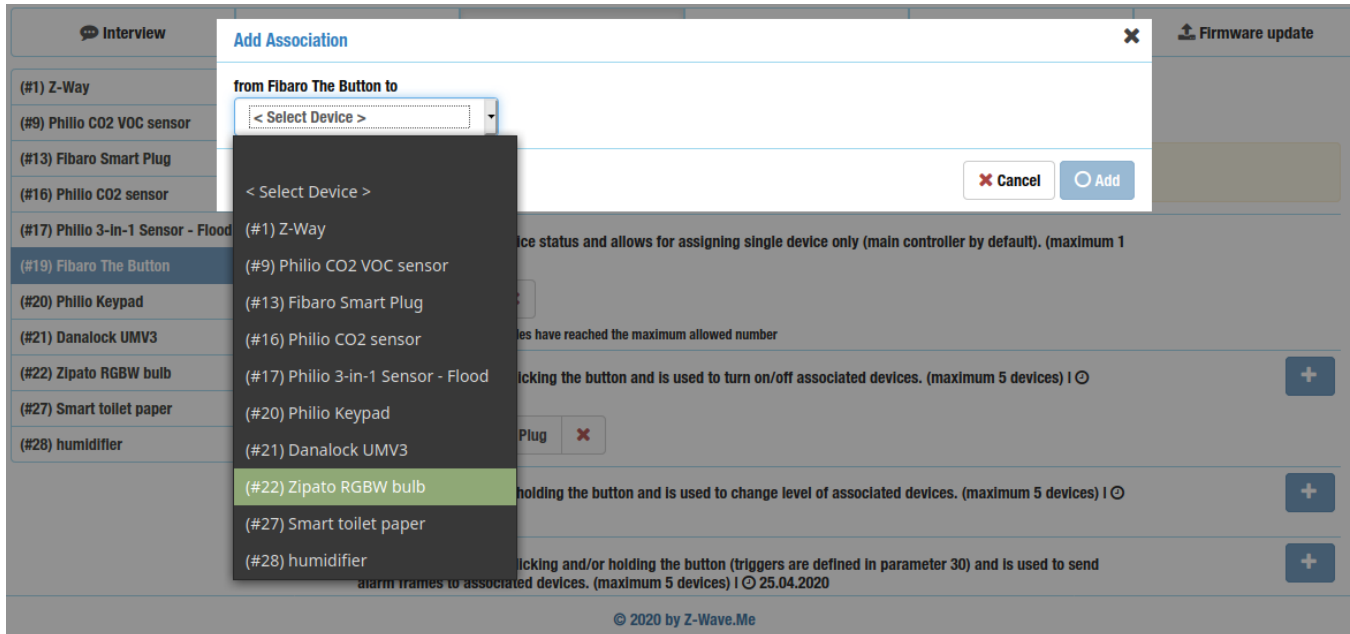 Interview
Add Association
Firmware update
from Fibaro The Button to
< Select Device >
Cancel
Add
(#1) Z-Way
(#9) Philio CO2 VOC sensor
(#13) Fibaro Smart Plug
(#16) Philio CO2 sensor
(#17) Philio 3-in-1 Sensor - Flood
(#19) Fibaro The Button
(#20) Philio Keypad
(#21) Danalock UMV3
(#22) Zipato RGBW bulb
(#27) Smart toilet paper
(#28) humidifier
< Select Device >
(#1) Z-Way
(#9) Philio CO2 VOC sensor
(#13) Fibaro Smart Plug
(#16) Philio CO2 sensor
(#17) Philio 3-in-1 Sensor - Flood
(#20) Philio Keypad
(#21) Danalock UMV3
(#22) Zipato RGBW bulb
(#27) Smart toilet paper
(#28) humidifier
status and allows for assigning single device only (main controller by default). (maximum 1
have reached the maximum allowed number
the button and is used to turn on/off associated devices. (maximum 5 devices) |
Plug
holding the button and is used to change level of associated devices. (maximum 5 devices) |
and/or holding the button (triggers are defined in parameter 30) and is used to send
alarm frames to associated devices. (maximum 5 devices) | 25.04.2020
© 2020 by Z-Wave.Me